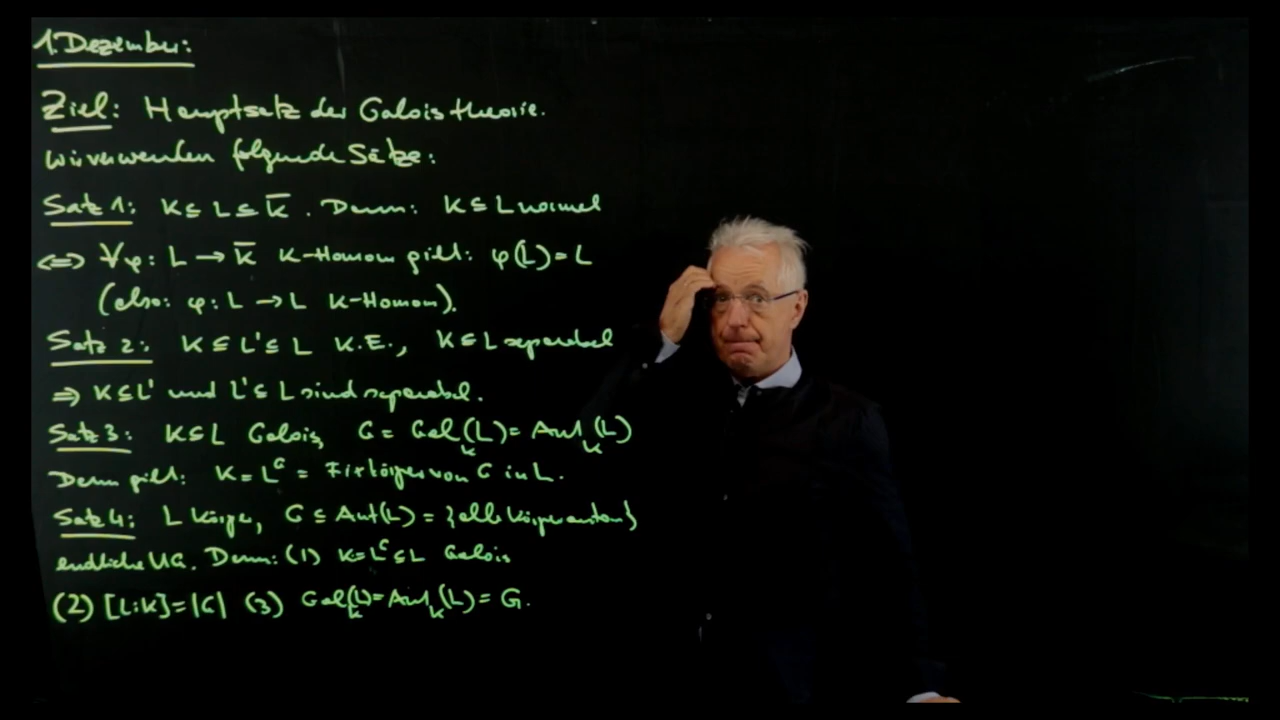 1. Dezember:
Ziel: Hauptsatz der Galoistheorie.
Wir verwenden folgende Sätze:
Satz 1: K ⊆ L ⊆ K̅. Dann: K ⊆ L normal
⇔ ∀φ: L → K̅ K-Homom gilt: φ(L) = L
(also: φ: L → L K-Homom).
Satz 2: K ⊆ L' ⊆ L K.E., K ⊆ L separabel
⇒ K ⊆ L' und L' ⊆ L sind separabel.
Satz 3: K ⊆ L Galois, G = Gal_K(L) = Aut_K(L)
Dann gilt: K = L^G = Fixkörper von G in L.
Satz 4: L Körper, G ⊆ Aut(L) = {alle Körperautom}
endliche UG. Dann: (1) K = L^G ⊆ L Galois
(2) [L:K] = |G| (3) Gal_K(L) = Aut_K(L) = G.